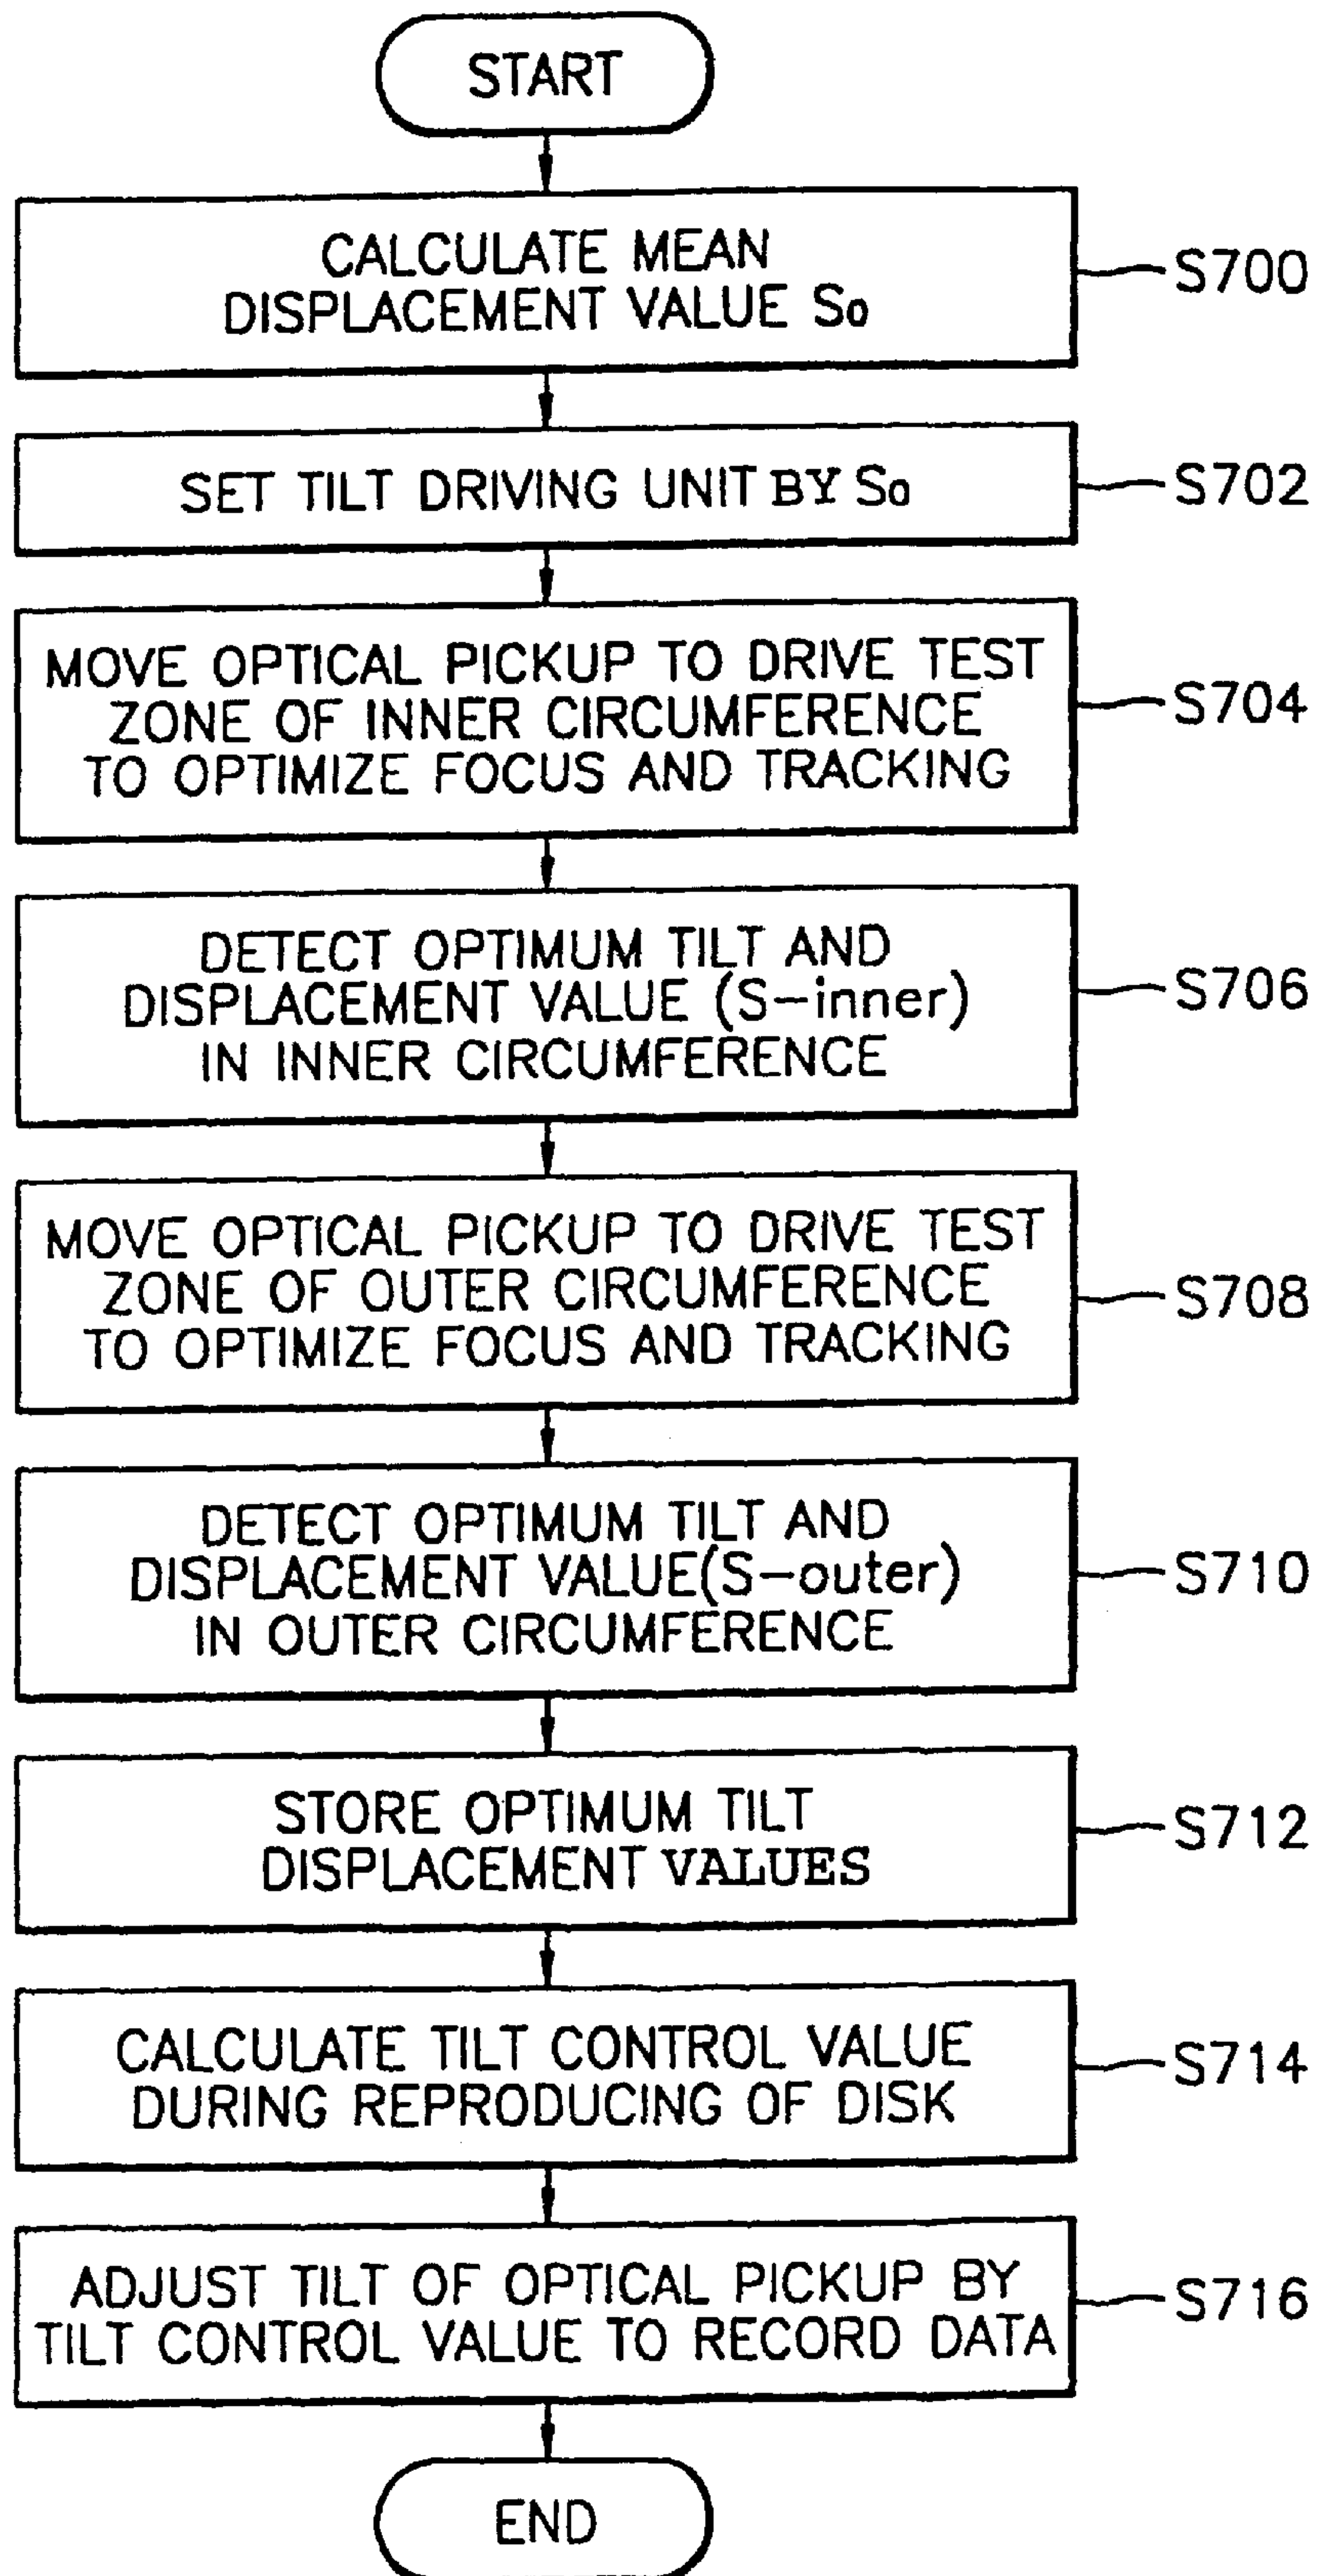 START
CALCULATE MEAN
DISPLACEMENT VALUE S0
S700
SET TILT DRIVING UNIT BY S0
S702
MOVE OPTICAL PICKUP TO DRIVE TEST
ZONE OF INNER CIRCUMFERENCE
TO OPTIMIZE FOCUS AND TRACKING
S704
DETECT OPTIMUM TILT AND
DISPLACEMENT VALUE (S-inner)
IN INNER CIRCUMFERENCE
S706
MOVE OPTICAL PICKUP TO DRIVE TEST
ZONE OF OUTER CIRCUMFERENCE
TO OPTIMIZE FOCUS AND TRACKING
S708
DETECT OPTIMUM TILT AND
DISPLACEMENT VALUE(S-outer)
IN OUTER CIRCUMFERENCE
S710
STORE OPTIMUM TILT
DISPLACEMENT VALUES
S712
CALCULATE TILT CONTROL VALUE
DURING REPRODUCING OF DISK
S714
ADJUST TILT OF OPTICAL PICKUP BY
TILT CONTROL VALUE TO RECORD DATA
S716
END